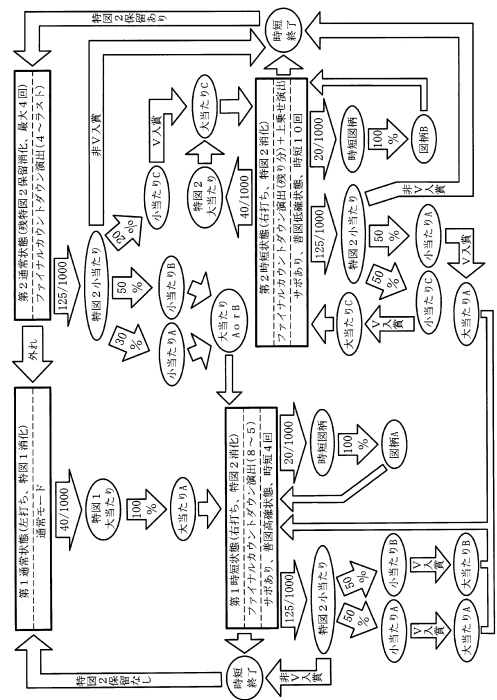 第１通常状態(左打ち、特図１消化)
通常モード
外れ
第２通常状態(残特図２保留消化、最大４回)
ファイナルカウントダウン演出(４～ラスト)
特図２保留なし
特図２保留あり
40/1000
特図１
大当たり
100
%
大当たりA
125/1000
特図２小当たり
30
%
50
%
20
%
小当たりA
小当たりB
小当たりC
大当たり
AorB
V入賞
非V入賞
大当たりC
特図２
大当たり
40/1000
時短
終了
時短
終了
第１時短状態(右打ち、特図２消化)
ファイナルカウントダウン演出(８～５)
サポあり、普図高確状態、時短４回
第２時短状態(右打ち、特図２消化)
ファイナルカウントダウン演出(残り分)＋上乗せ演出
サポあり、普図低確状態、時短１０回
非V
入賞
125/1000
特図２小当たり
50
%
50
%
小当たりA
小当たりB
V
入賞
V
入賞
大当たりA
大当たりB
20/1000
時短図柄
100
%
図柄A
125/1000
特図２小当たり
非V
入賞
50
%
50
%
小当たりC
小当たりA
V入賞
大当たりC
V
入賞
大当たりA
20/1000
時短図柄
100
%
図柄B